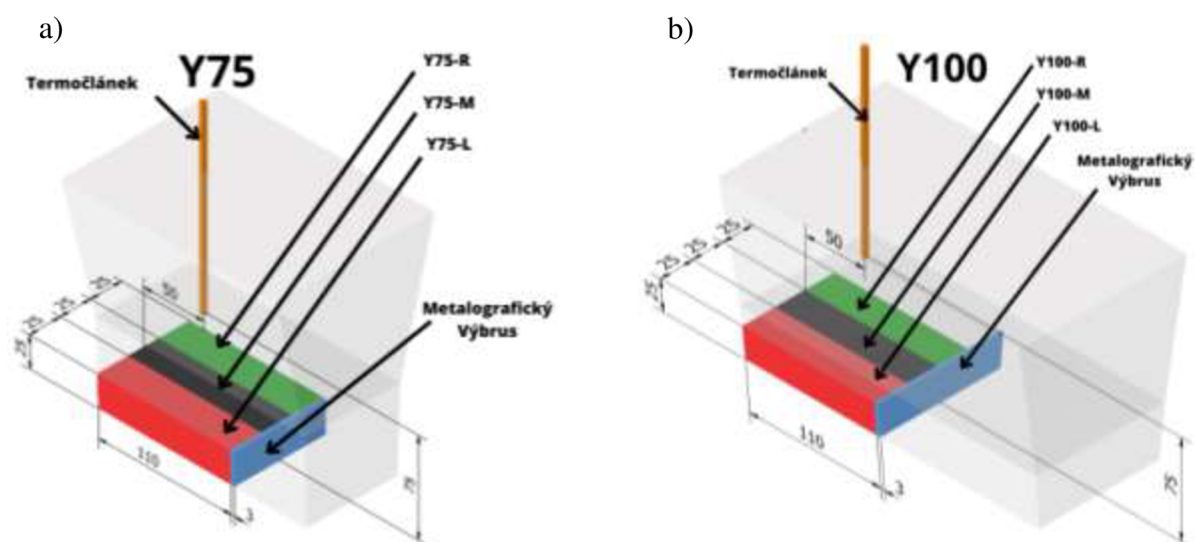 a)
Y75
Termočlánek
Y75-R
Y75-M
Y75-L
25
25
25
50
25
Metalografický
Výbrus
110
75
3
b)
Y100
Termočlánek
Y100-R
Y100-M
Y100-L
Metalografický
Výbrus
25
25
25
50
25
110
75
3